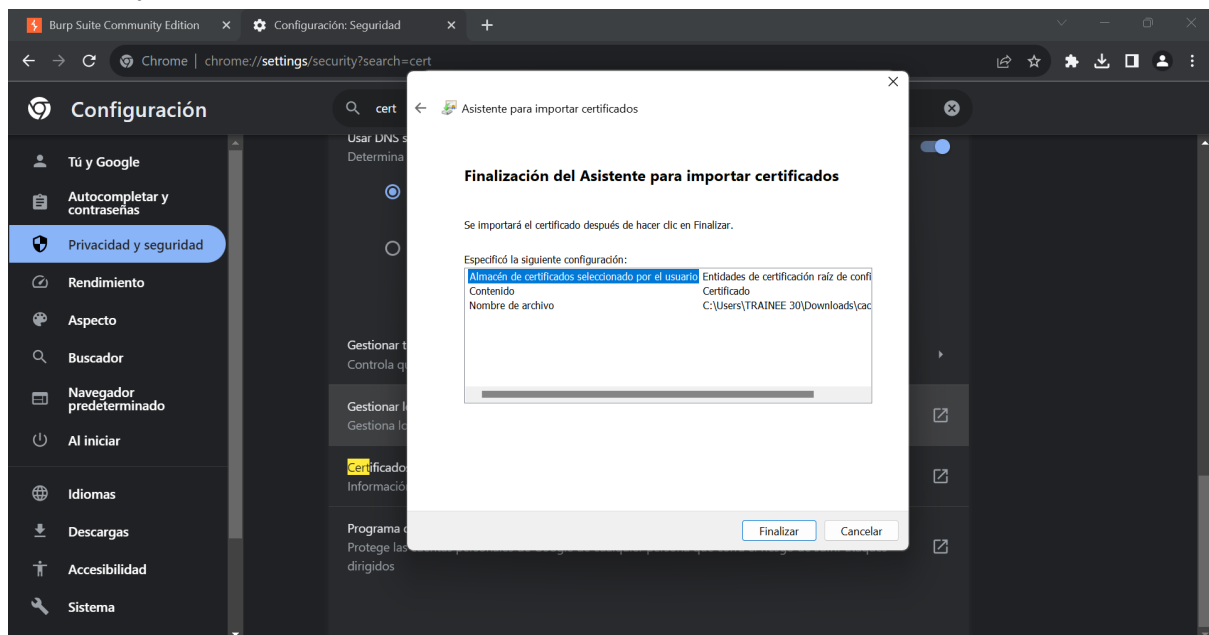 Burp Suite Community Edition
Configuración: Seguridad
Chrome | chrome://settings/security?search=cert
Configuración
cert
Asistente para importar certificados
Tú y Google
Autocompletar y
contraseñas
Privacidad y seguridad
Rendimiento
Aspecto
Buscador
Navegador
predeterminado
Al iniciar
Idiomas
Descargas
Accesibilidad
Sistema
Usar DNS s
Determina
Gestionar t
Controla qu
Gestionar l
Gestiona lo
Certificado
Informació
Programa
Protege las
dirigidos
Finalización del Asistente para importar certificados
Se importará el certificado después de hacer clic en Finalizar.
Especificó la siguiente configuración:
Almacén de certificados seleccionado por el usuario Entidades de certificación raíz de confi
Contenido Certificado
Nombre de archivo C:\Users\TRAINEE 30\Downloads\cac
Finalizar Cancelar